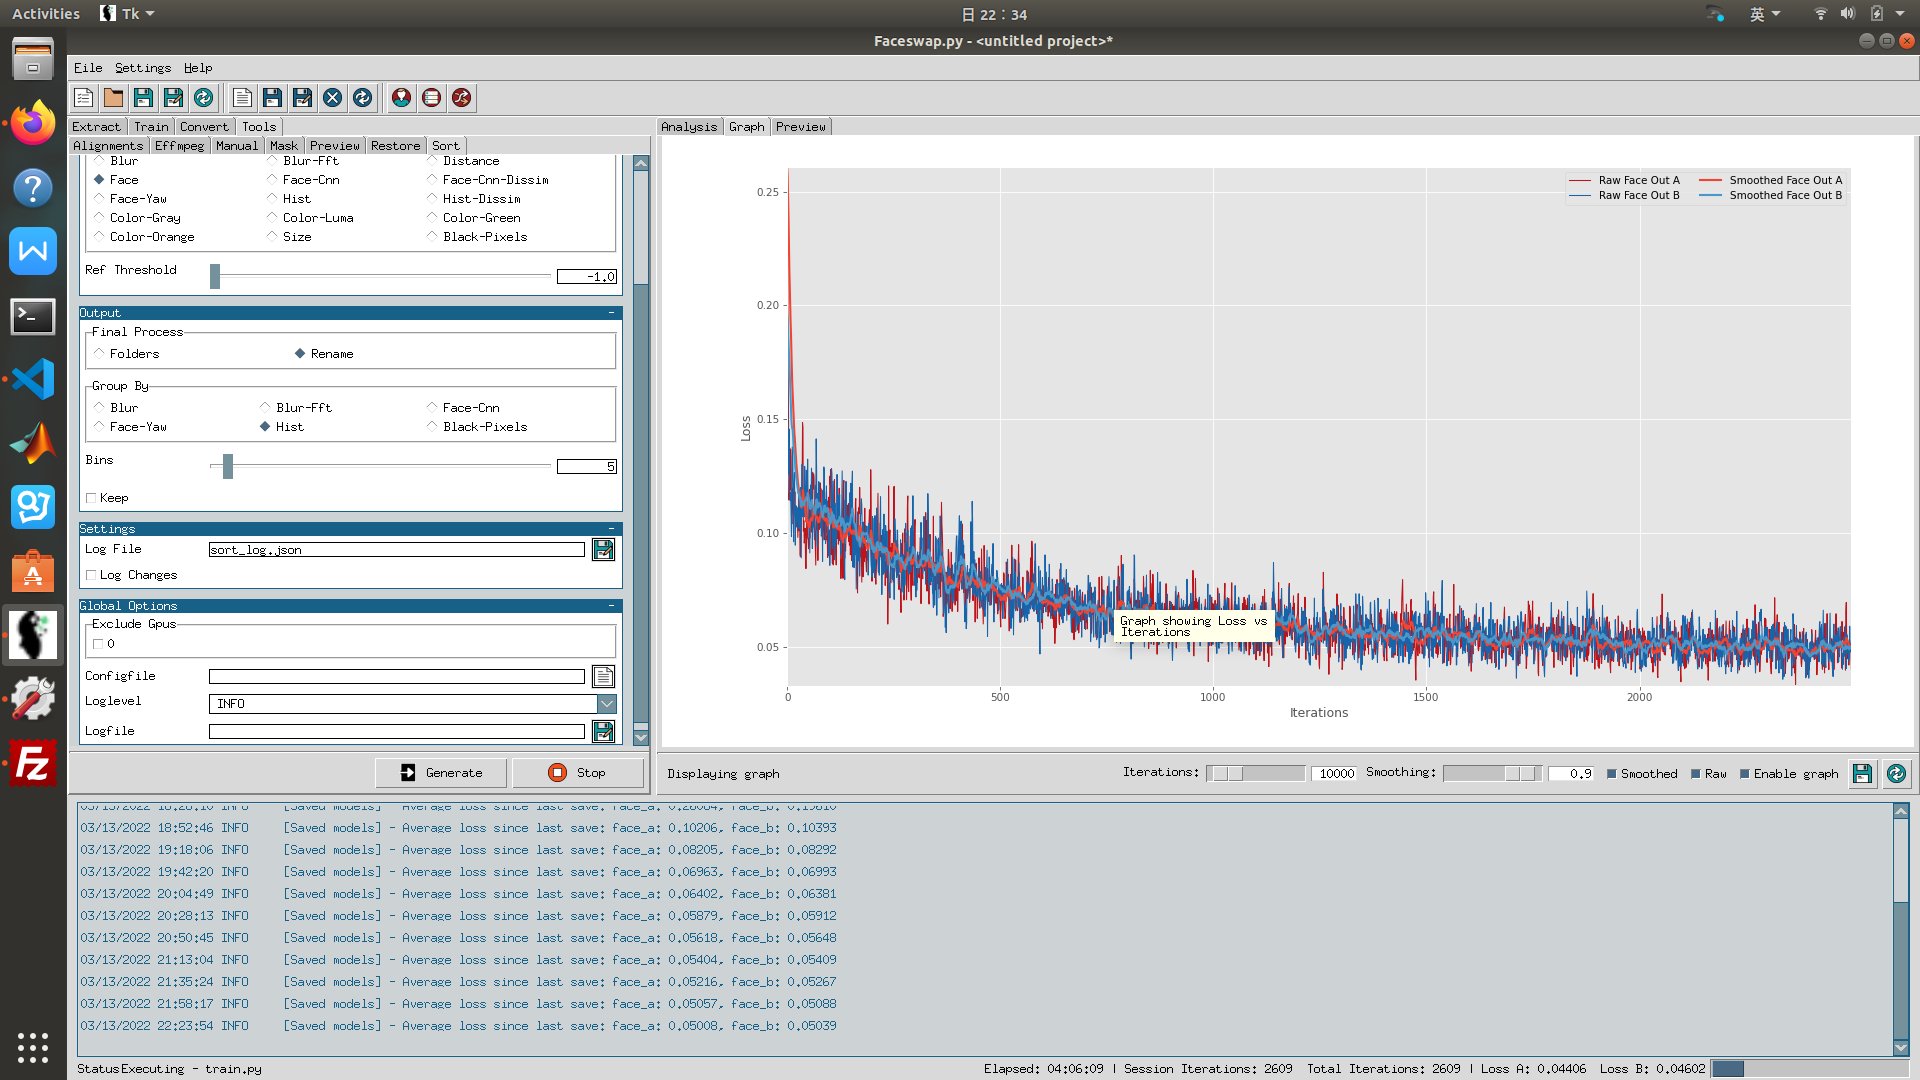 Activities Tk 日 22：34 英
Faceswap.py - <untitled project>*
File Settings Help
Extract Train Convert Tools
Alignments Effmpeg Manual Mask Preview Restore Sort
Blur Blur-Fft Distance
Face Face-Cnn Face-Cnn-Dissim
Face-Yaw Hist Hist-Dissim
Color-Gray Color-Luma Color-Green
Color-Orange Size Black-Pixels
Ref Threshold -1.0
Output -
Final Process
Folders Rename
Group By
Blur Blur-Fft Face-Cnn
Face-Yaw Hist Black-Pixels
Bins 5
Keep
Settings -
Log File sort_log.json
Log Changes
Global Options -
Exclude Gpus
0
Configfile
Loglevel INFO
Logfile
Generate Stop
Analysis Graph Preview
Raw Face Out A Smoothed Face Out A
Raw Face Out B Smoothed Face Out B
0.25
0.20
0.15
0.10
0.05
Loss
Graph showing Loss vs
Iterations
0 500 1000 1500 2000
Iterations
Displaying graph Iterations: 10000 Smoothing: 0.9 Smoothed Raw Enable graph
03/13/2022 18:52:46 INFO [Saved models] - Average loss since last save: face_a: 0.10206, face_b: 0.10393
03/13/2022 19:18:06 INFO [Saved models] - Average loss since last save: face_a: 0.08205, face_b: 0.08292
03/13/2022 19:42:20 INFO [Saved models] - Average loss since last save: face_a: 0.06963, face_b: 0.06993
03/13/2022 20:04:49 INFO [Saved models] - Average loss since last save: face_a: 0.06402, face_b: 0.06381
03/13/2022 20:28:13 INFO [Saved models] - Average loss since last save: face_a: 0.05879, face_b: 0.05912
03/13/2022 20:50:45 INFO [Saved models] - Average loss since last save: face_a: 0.05618, face_b: 0.05648
03/13/2022 21:13:04 INFO [Saved models] - Average loss since last save: face_a: 0.05404, face_b: 0.05409
03/13/2022 21:35:24 INFO [Saved models] - Average loss since last save: face_a: 0.05216, face_b: 0.05267
03/13/2022 21:58:17 INFO [Saved models] - Average loss since last save: face_a: 0.05057, face_b: 0.05088
03/13/2022 22:23:54 INFO [Saved models] - Average loss since last save: face_a: 0.05008, face_b: 0.05039
StatusExecuting - train.py Elapsed: 04:06:09 | Session Iterations: 2609 Total Iterations: 2609 | Loss A: 0.04406 Loss B: 0.04602